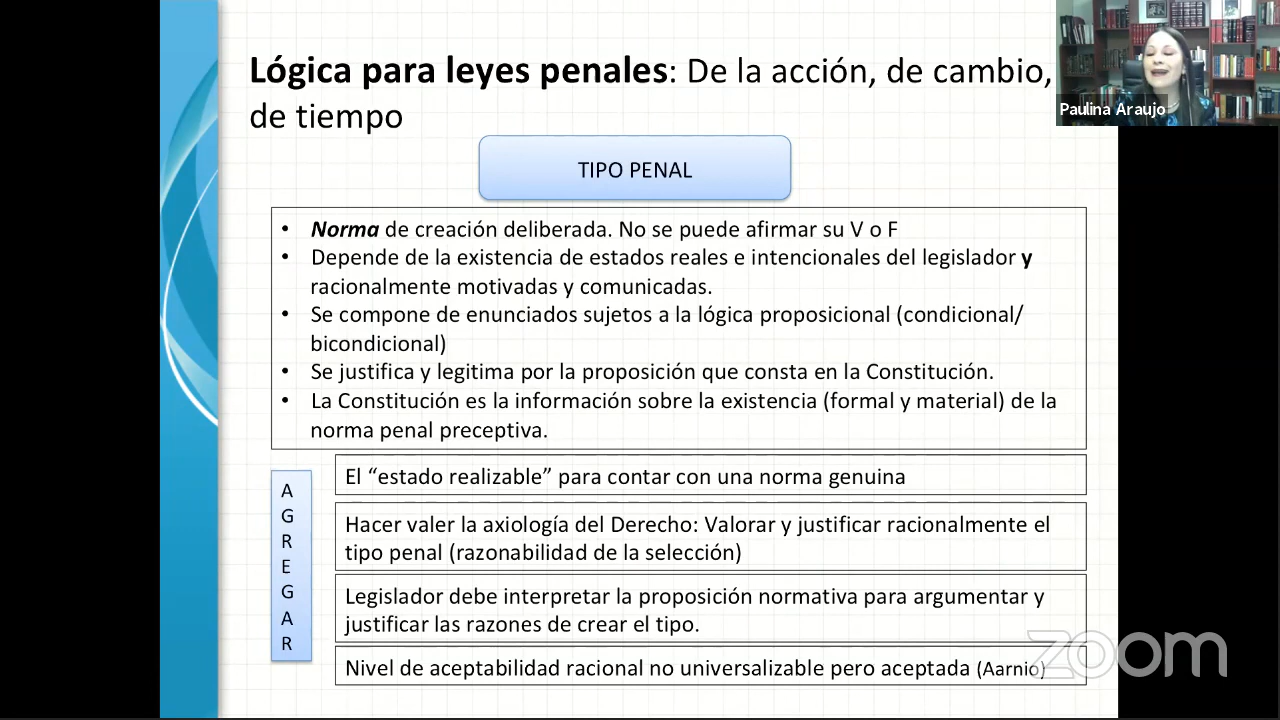 Lógica para leyes penales: De la acción, de cambio,
de tiempo
Paulina Araujo
TIPO PENAL
• Norma de creación deliberada. No se puede afirmar su V o F
• Depende de la existencia de estados reales e intencionales del legislador y
racionalmente motivadas y comunicadas.
• Se compone de enunciados sujetos a la lógica proposicional (condicional/
bicondicional)
• Se justifica y legitima por la proposición que consta en la Constitución.
• La Constitución es la información sobre la existencia (formal y material) de la
norma penal preceptiva.
A
G
R
E
G
A
R
El “estado realizable” para contar con una norma genuina
Hacer valer la axiología del Derecho: Valorar y justificar racionalmente el
tipo penal (razonabilidad de la selección)
Legislador debe interpretar la proposición normativa para argumentar y
justificar las razones de crear el tipo.
Nivel de aceptabilidad racional no universalizable pero aceptada (Aarnio)
zoom